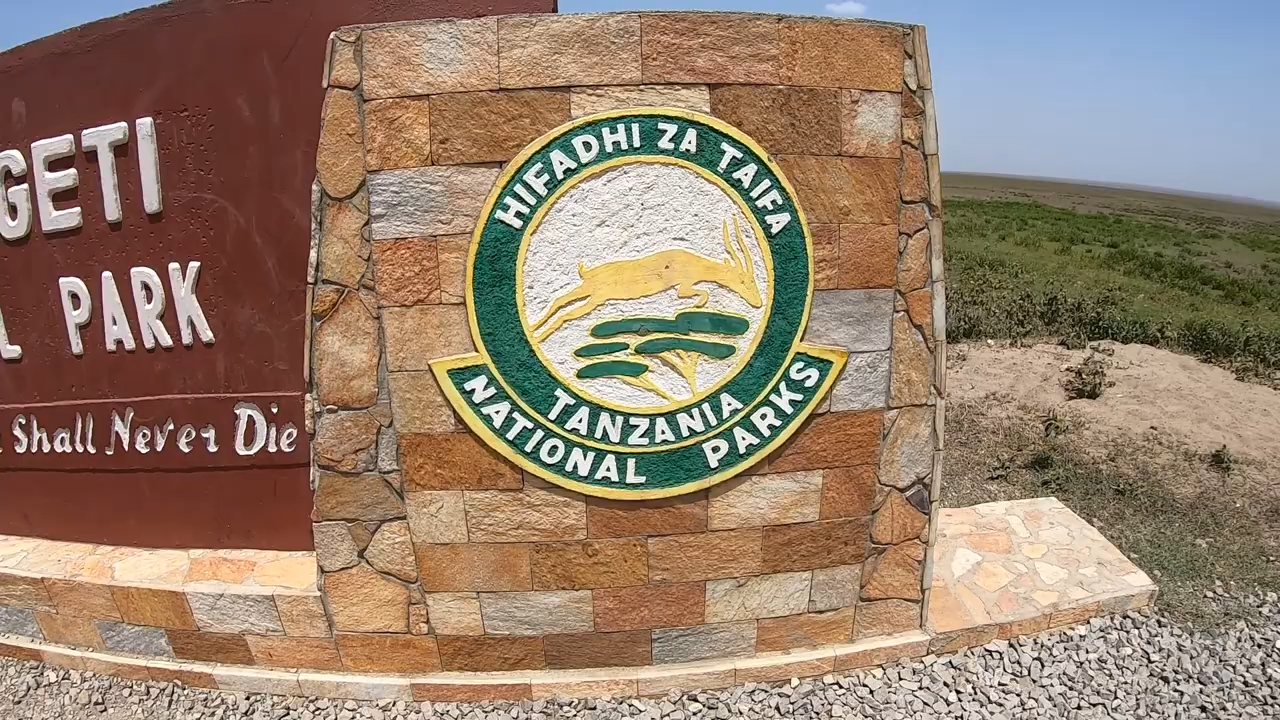 GETI
L PARK
Shall Never Die
HIFADHI ZA TAIFA
TANZANIA
NATIONAL PARKS